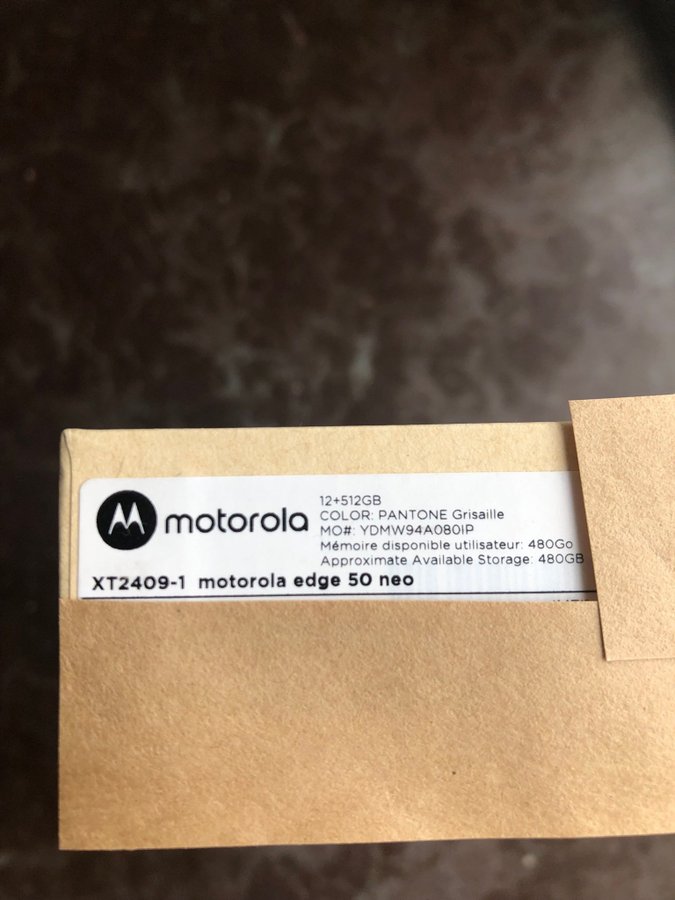 motorola
12+512GB
COLOR: PANTONE Grisaille
MO#: YDMW94A080IP
Mémoire disponible utilisateur: 480Go
Approximate Available Storage: 480GB
XT2409-1 motorola edge 50 neo